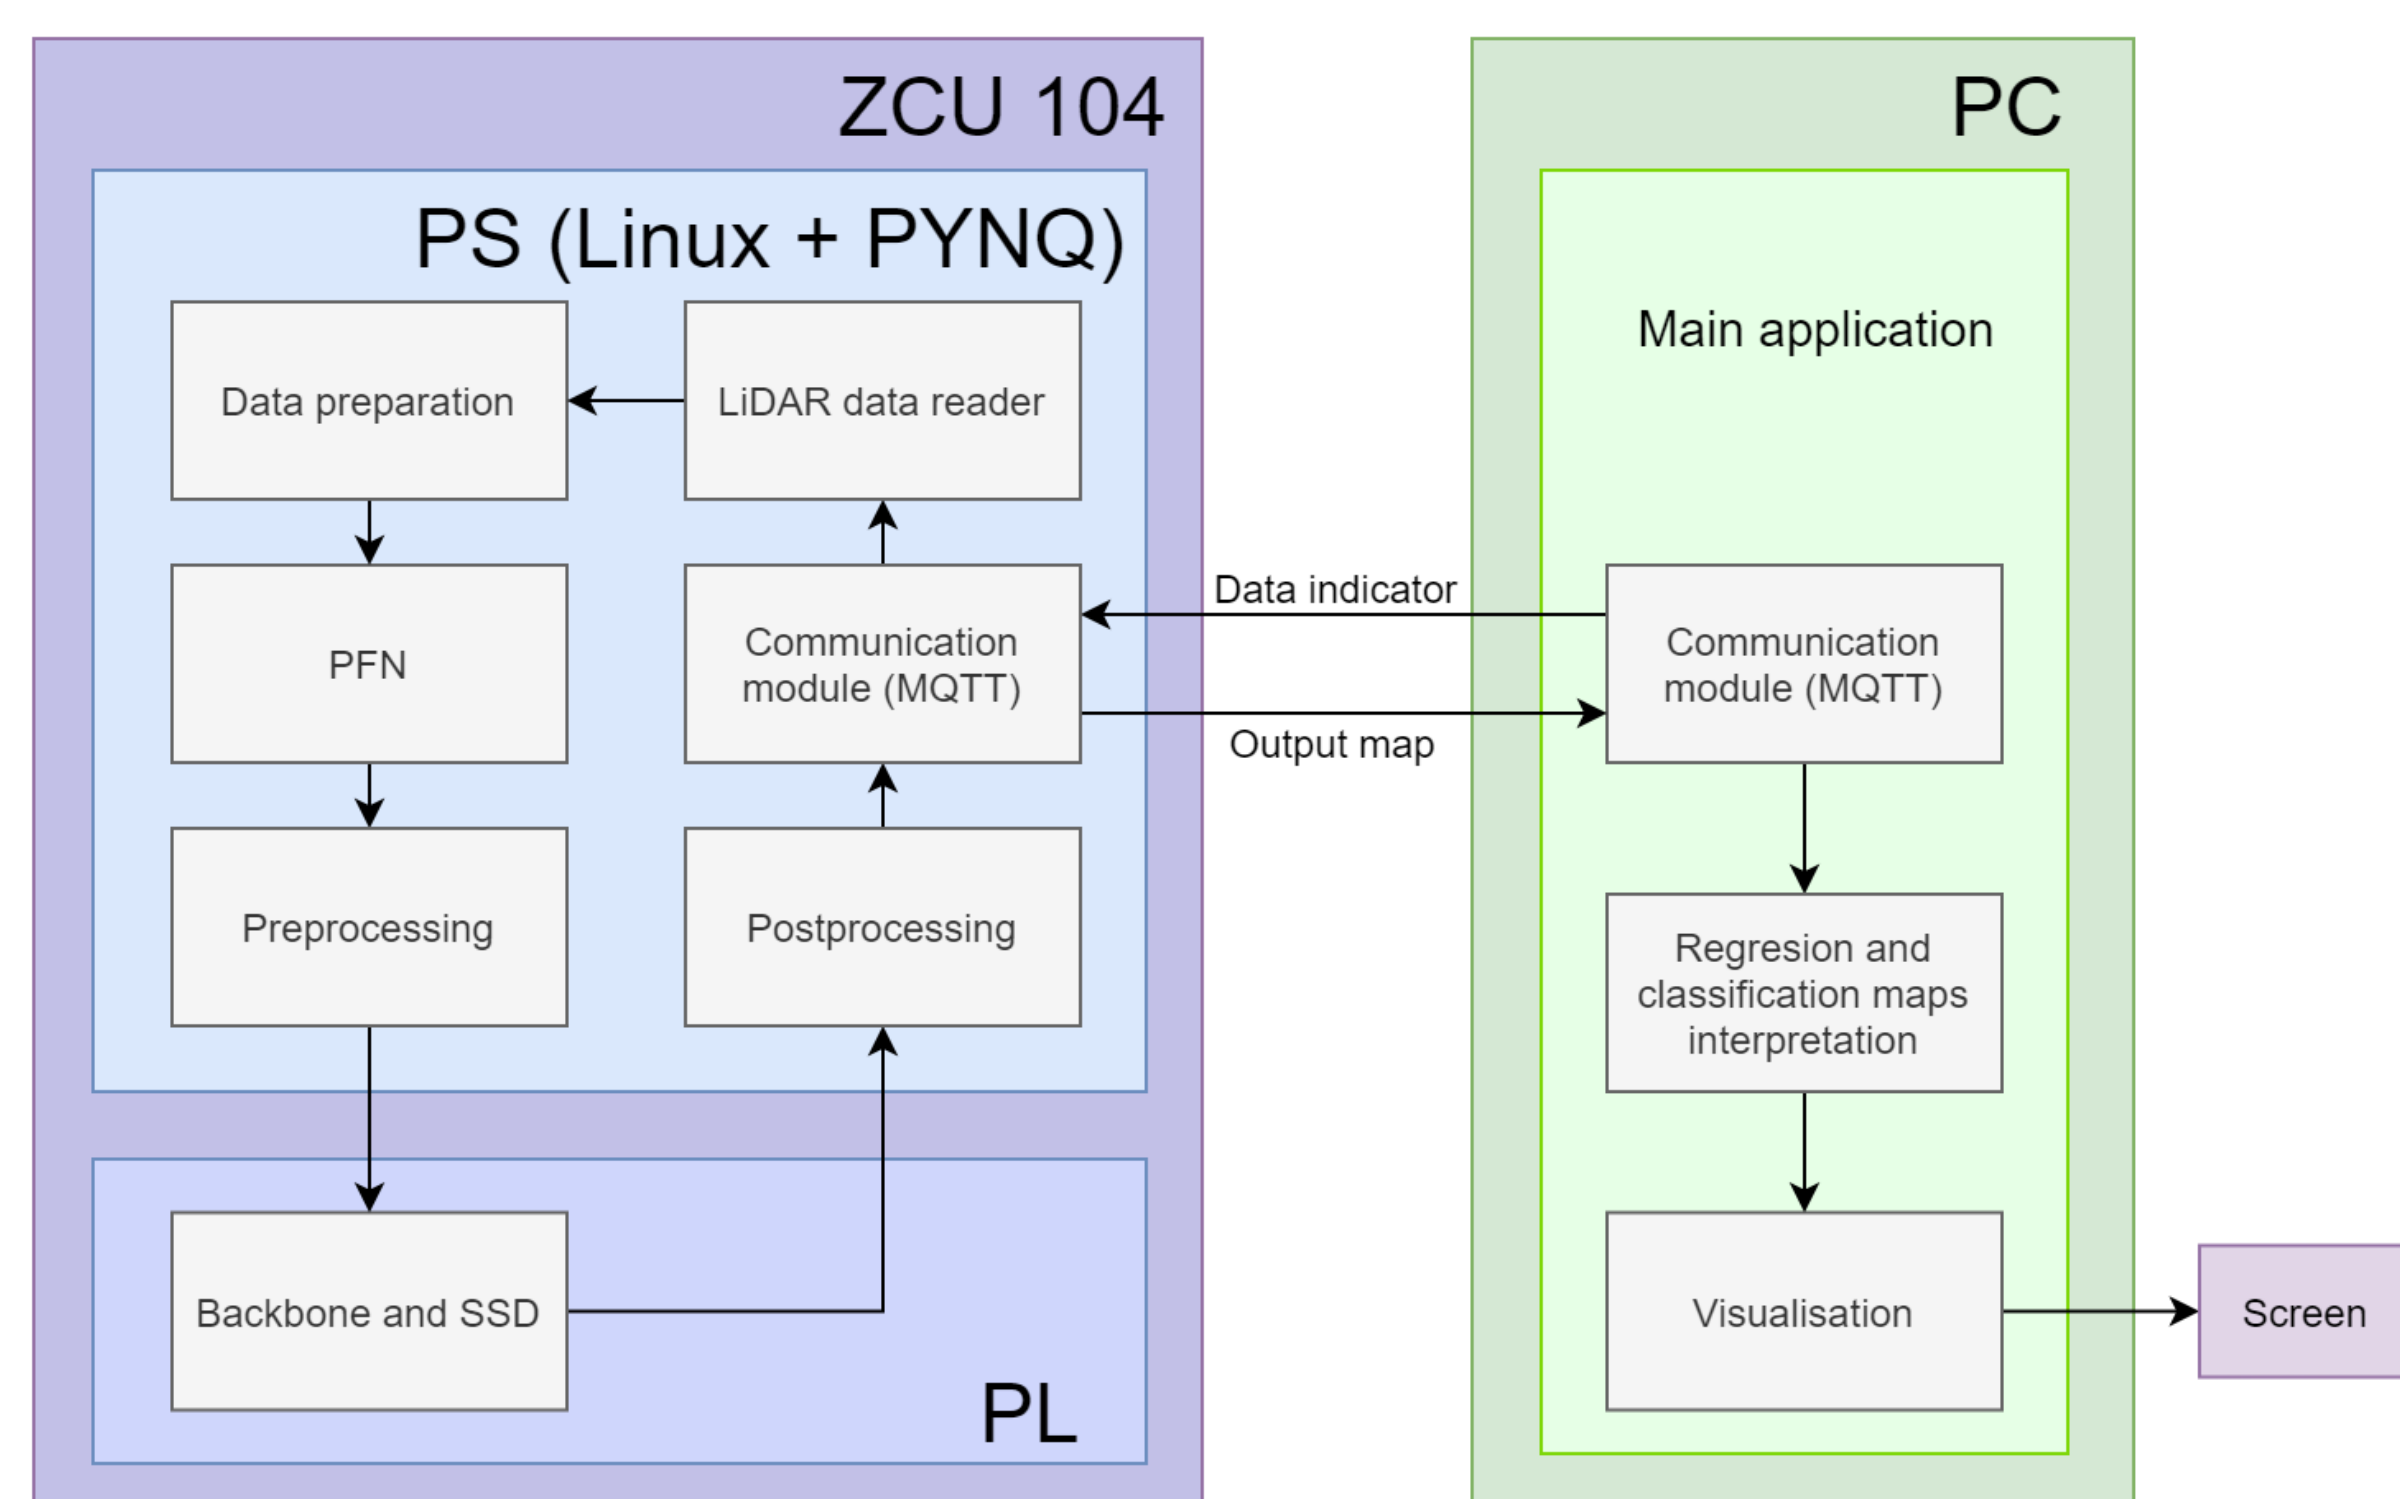 ZCU 104
PS (Linux + PYNQ)
Data preparation
LiDAR data reader
PFN
Communication
module (MQTT)
Preprocessing
Postprocessing
Backbone and SSD
PL
Data indicator
Output map
PC
Main application
Communication
module (MQTT)
Regresion and
classification maps
interpretation
Visualisation
Screen